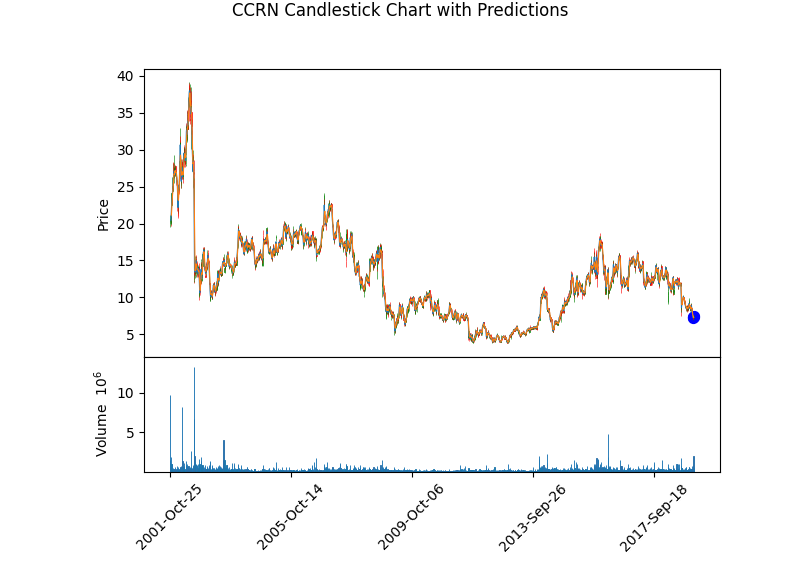 CCRN Candlestick Chart with Predictions
40
35
30
25
20
15
10
5
Price
10
5
Volume 10^6
2001-Oct-25
2005-Oct-14
2009-Oct-06
2013-Sep-26
2017-Sep-18